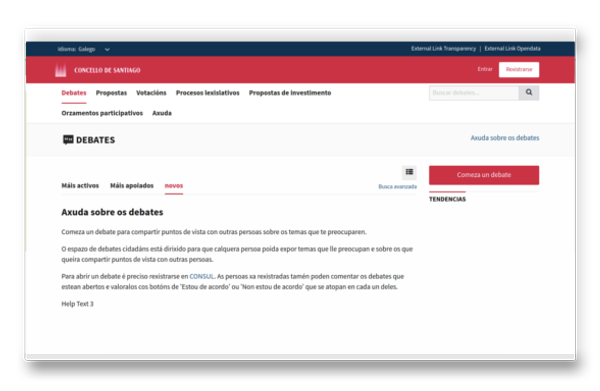 Idioma: Galego
External Link Transparency | External Link Opendata
CONCELLO DE SANTIAGO
Entrar Rexistrarse
Debates Propostas Votacións Procesos lexislativos Propostas de investimento
Buscar debates...
Orzamentos participativos Axuda
DEBATES
Axuda sobre os debates
Comeza un debate
Máis activos Máis apoiados novos
Busca avanzada
TENDENCIAS
Axuda sobre os debates
Comeza un debate para compartir puntos de vista con outras persoas sobre os temas que te preocuparen.
O espazo de debates cidadáns está dirixido para que calquera persoa poida expor temas que lle preocupan e sobre os que
queira compartir puntos de vista con outras persoas.
Para abrir un debate é preciso rexistrarse en CONSUL. As persoas xa rexistradas tamén poden comentar os debates que
estean abertos e valoralos cos botóns de 'Estou de acordo' ou 'Non estou de acordo' que se atopan en cada un deles.
Help Text 3